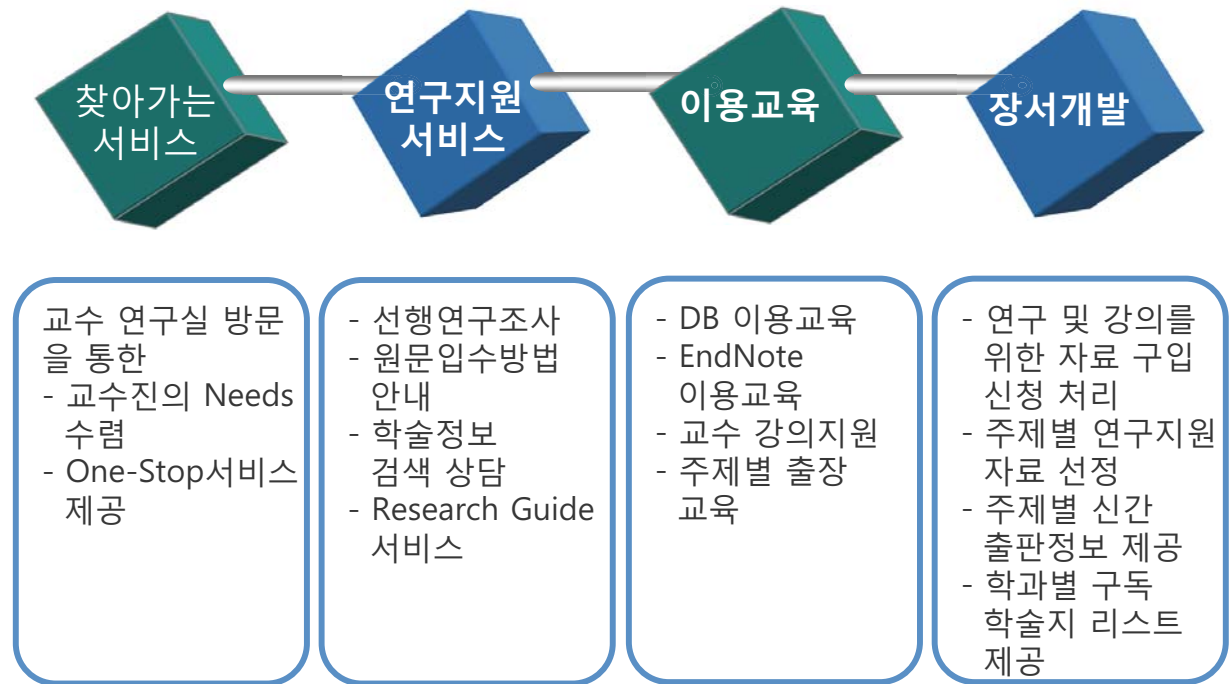 찾아가는
서비스
연구지원
서비스
이용교육
장서개발
교수 연구실 방문
을 통한
- 교수진의 Needs
수렴
- One-Stop서비스
제공
- 선행연구조사
- 원문입수방법
안내
- 학술정보
검색 상담
- Research Guide
서비스
- DB 이용교육
- EndNote
이용교육
- 교수 강의지원
- 주제별 출장
교육
- 연구 및 강의를
위한 자료 구입
신청 처리
- 주제별 연구지원
자료 선정
- 주제별 신간
출판정보 제공
- 학과별 구독
학술지 리스트
제공